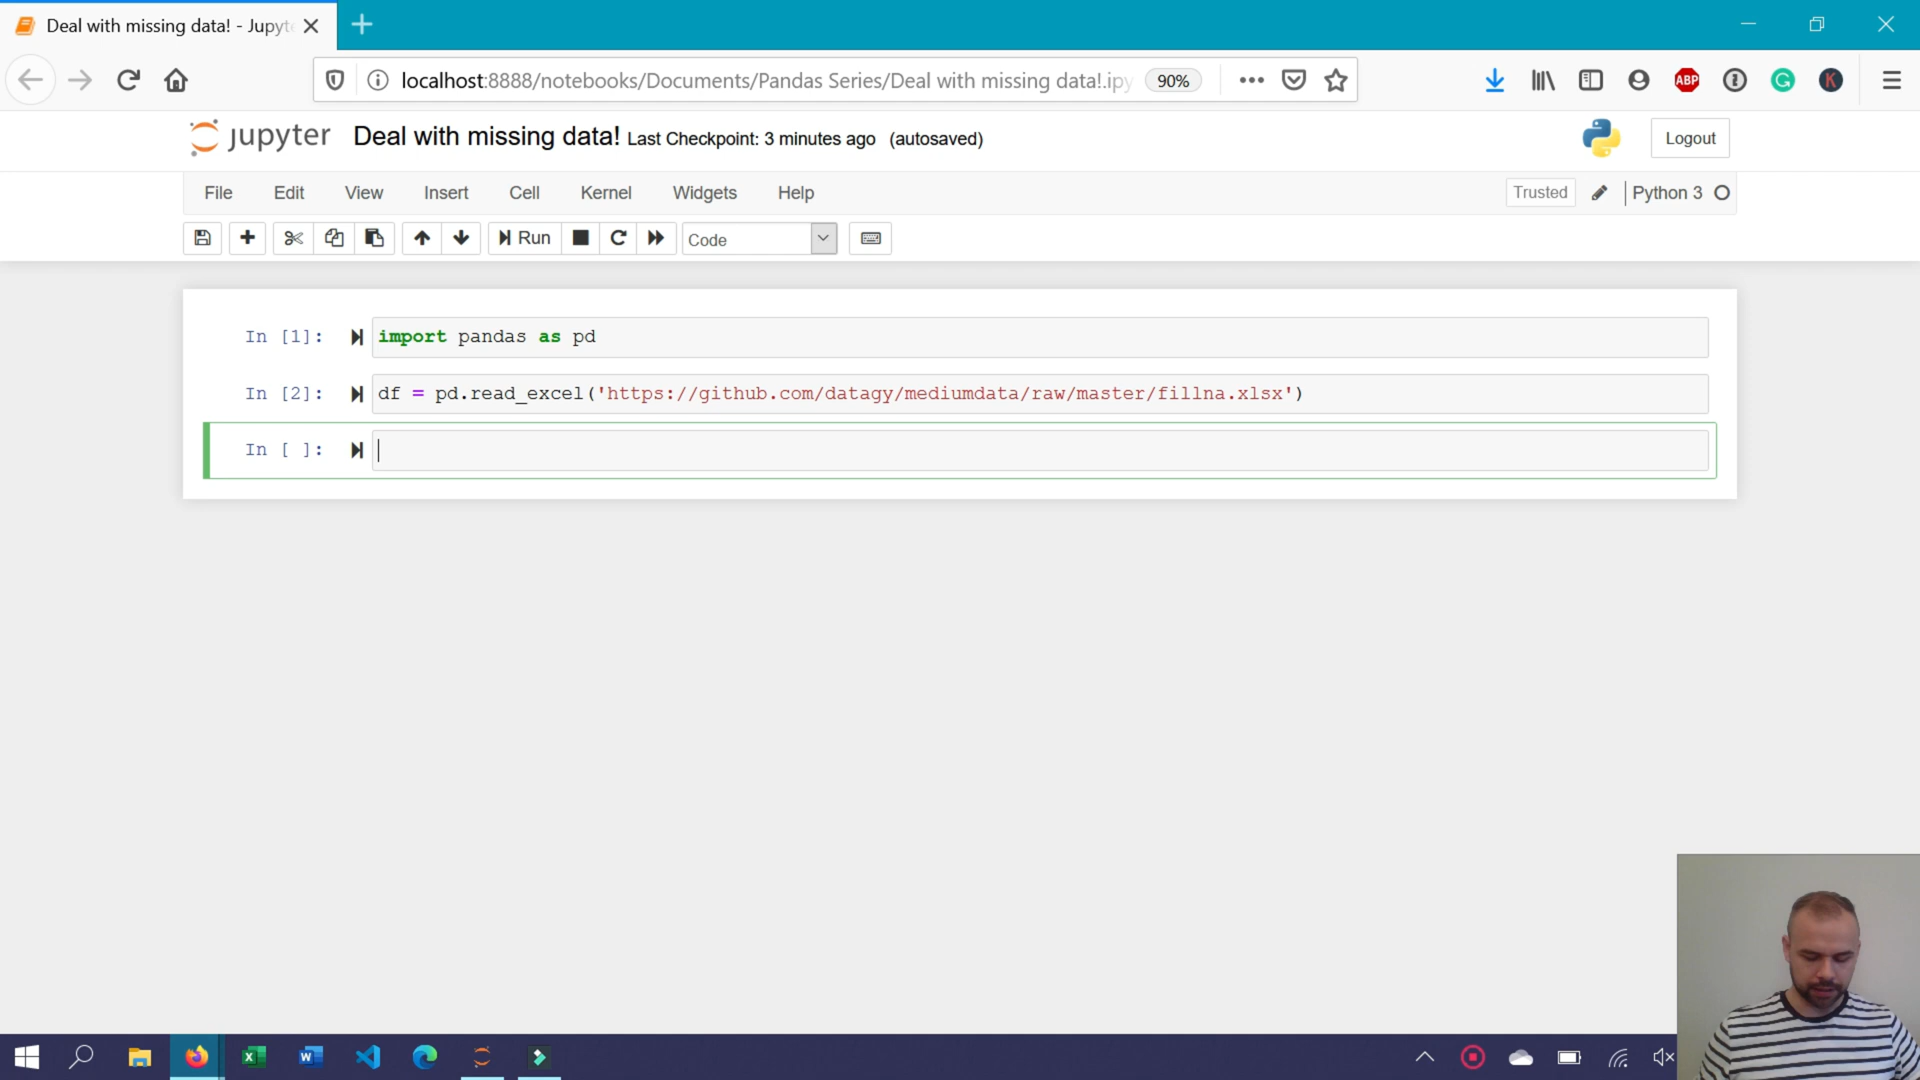 Deal with missing data! - Jupyte
localhost:8888/notebooks/Documents/Pandas Series/Deal with missing data!.ipy 90%
ABP
jupyter Deal with missing data! Last Checkpoint: 3 minutes ago (autosaved)
Logout
File Edit View Insert Cell Kernel Widgets Help
Trusted Python 3
Run Code
In [1]: import pandas as pd
In [2]: df = pd.read_excel('https://github.com/datagy/mediumdata/raw/master/fillna.xlsx')
In [ ]: